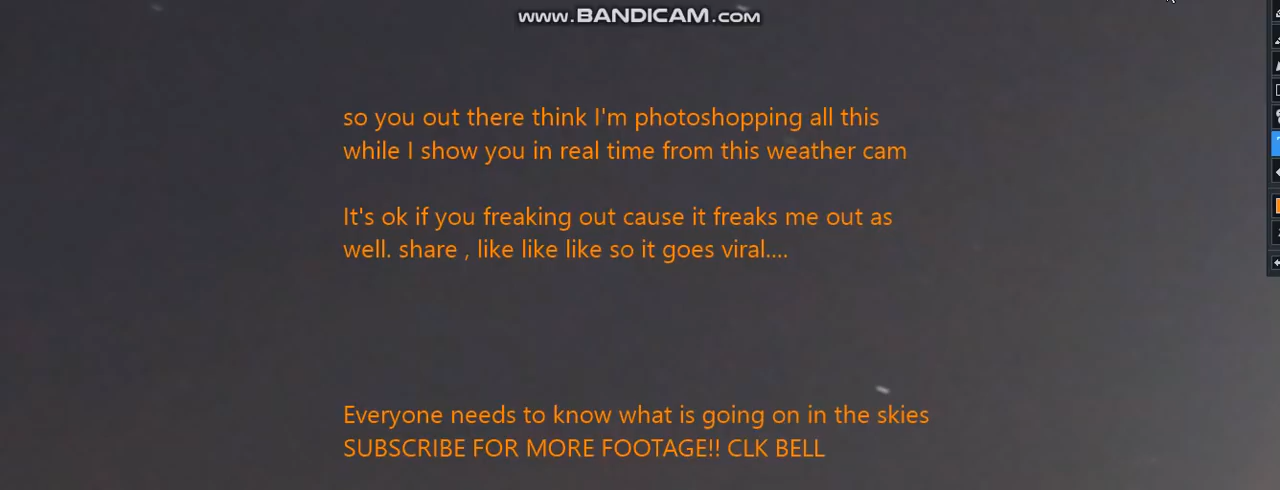 www.BANDICAM.com
so you out there think I'm photoshopping all this
while I show you in real time from this weather cam
It's ok if you freaking out cause it freaks me out as
well. share , like like like so it goes viral....
Everyone needs to know what is going on in the skies
SUBSCRIBE FOR MORE FOOTAGE!! CLK BELL